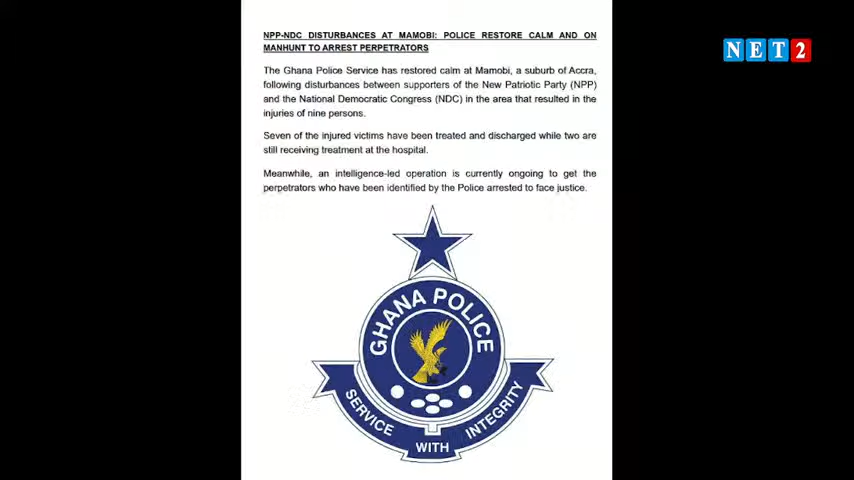 NPP-NDC DISTURBANCES AT MAMOBI: POLICE RESTORE CALM AND ON
MANHUNT TO ARREST PERPETRATORS
NET2
The Ghana Police Service has restored calm at Mamobi, a suburb of Accra,
following disturbances between supporters of the New Patriotic Party (NPP)
and the National Democratic Congress (NDC) in the area that resulted in the
injuries of nine persons.
Seven of the injured victims have been treated and discharged while two are
still receiving treatment at the hospital.
Meanwhile, an intelligence-led operation is currently ongoing to get the
perpetrators who have been identified by the Police arrested to face justice.
GHANA POLICE
SERVICE WITH INTEGRITY